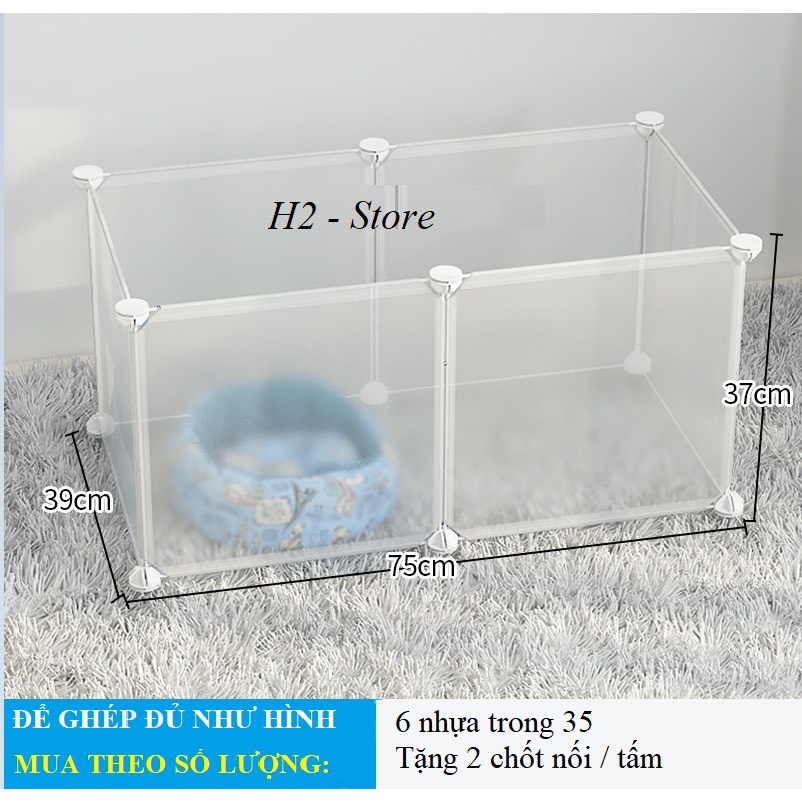 H2 - Store
37cm
39cm
75cm
ĐỂ GHÉP ĐỦ NHƯ HÌNH
MUA THEO SỐ LƯỢNG:
6 nhựa trong 35
Tặng 2 chốt nối / tấm